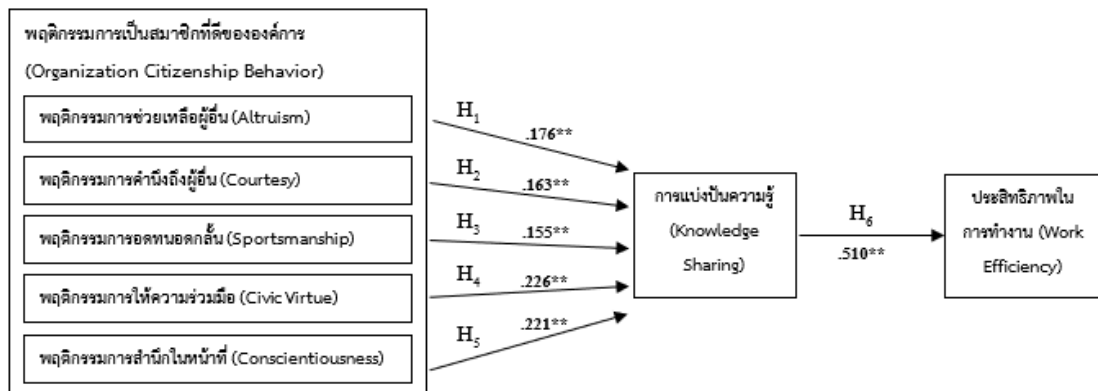 พฤติกรรมการเป็นสมาชิกที่ดีขององค์การ
(Organization Citizenship Behavior)
พฤติกรรมการช่วยเหลือผู้อื่น (Altruism)
พฤติกรรมการคำนึงถึงผู้อื่น (Courtesy)
พฤติกรรมการอดทนอดกลั้น (Sportsmanship)
พฤติกรรมการให้ความร่วมมือ (Civic Virtue)
พฤติกรรมการสำนึกในหน้าที่ (Conscientiousness)
H1
.176**
H2
.163**
H3
.155**
H4
.226**
H5
.221**
การแบ่งปันความรู้
(Knowledge
Sharing)
H6
.510**
ประสิทธิภาพใน
การทำงาน (Work
Efficiency)